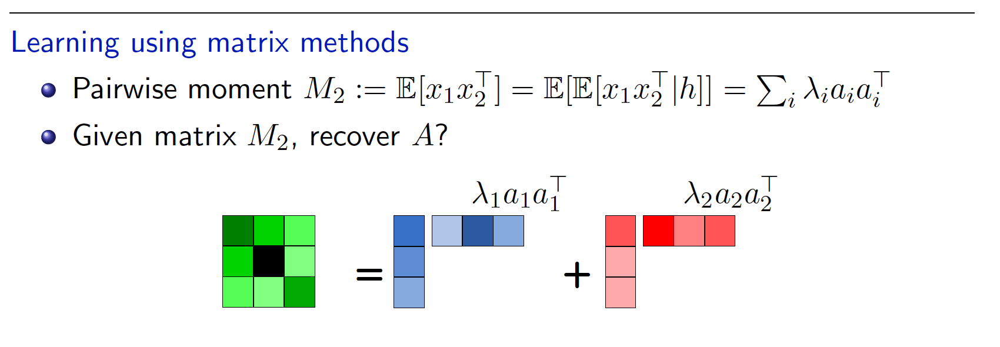 Learning using matrix methods
Pairwise moment $M_2 := \mathbb{E}[x_1 x_2^\top] = \mathbb{E}[\mathbb{E}[x_1 x_2^\top | h]] = \sum_i \lambda_i a_i a_i^\top$
Given matrix $M_2$, recover $A$?
$\lambda_1 a_1 a_1^\top$ $\lambda_2 a_2 a_2^\top$
= +